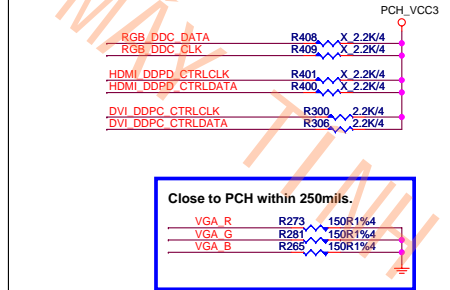 PCH_VCC3
RGB_DDC_DATA R408 X_2.2K/4
RGB_DDC_CLK R409 X_2.2K/4
HDMI_DDPD_CTRLCLK R401 X_2.2K/4
HDMI_DDPD_CTRLDATA R400 X_2.2K/4
DVI_DDPC_CTRLCLK R300 2.2K/4
DVI_DDPC_CTRLDATA R306 2.2K/4
Close to PCH within 250mils.
VGA_R R273 150R1%4
VGA_G R281 150R1%4
VGA_B R265 150R1%4
MÁY TÍNH